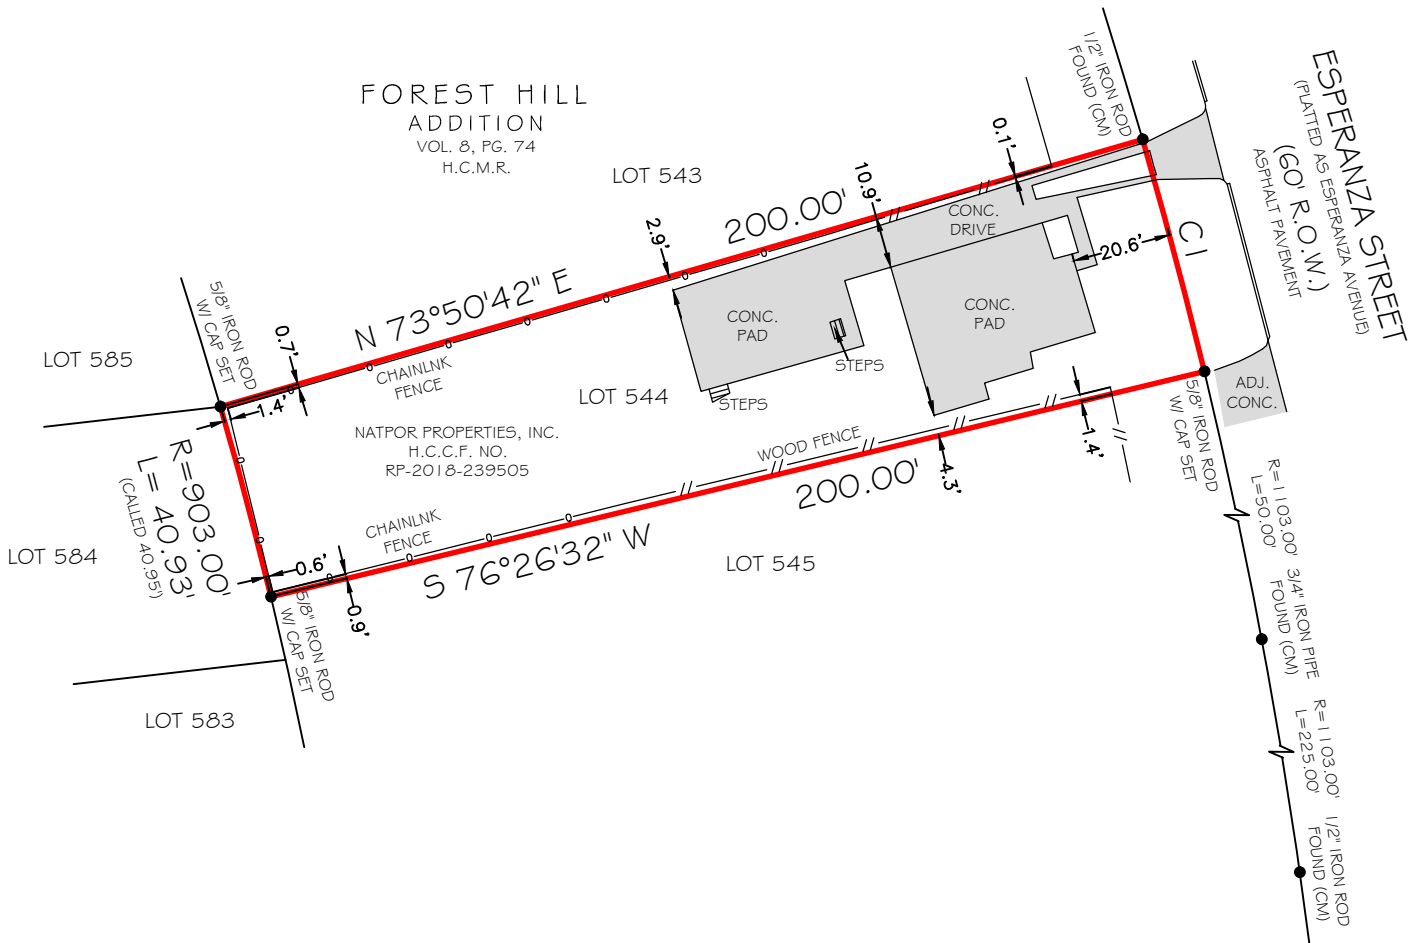 FOREST HILL
ADDITION
VOL. 8, PG. 74
H.C.M.R.
LOT 543
1/2" IRON ROD
FOUND (CM)
ESPERANZA STREET
(PLATTED AS ESPERANZA AVENUE)
(60' R.O.W.)
ASPHALT PAVEMENT
0.1'
10.9'
2.9'
200.00'
N 73°50'42" E
CONC.
DRIVE
C1
20.6'
CONC.
PAD
CONC.
PAD
STEPS
STEPS
5/8" IRON ROD
W/ CAP SET
0.7'
LOT 585
CHAINLNK
FENCE
1.4'
LOT 544
NATPOR PROPERTIES, INC.
H.C.C.F. NO.
RP-2018-239505
ADJ.
CONC.
5/8" IRON ROD
W/ CAP SET
WOOD FENCE
1.4'
4.3'
200.00'
S 76°26'32" W
CHAINLNK
FENCE
R=903.00'
L= 40.93'
(CALLED 40.95')
LOT 584
0.6'
0.9'
5/8" IRON ROD
W/ CAP SET
LOT 545
LOT 583
R=1103.00'
L=50.00'
3/4" IRON PIPE
FOUND (CM)
R=1103.00'
L=225.00'
1/2" IRON ROD
FOUND (CM)